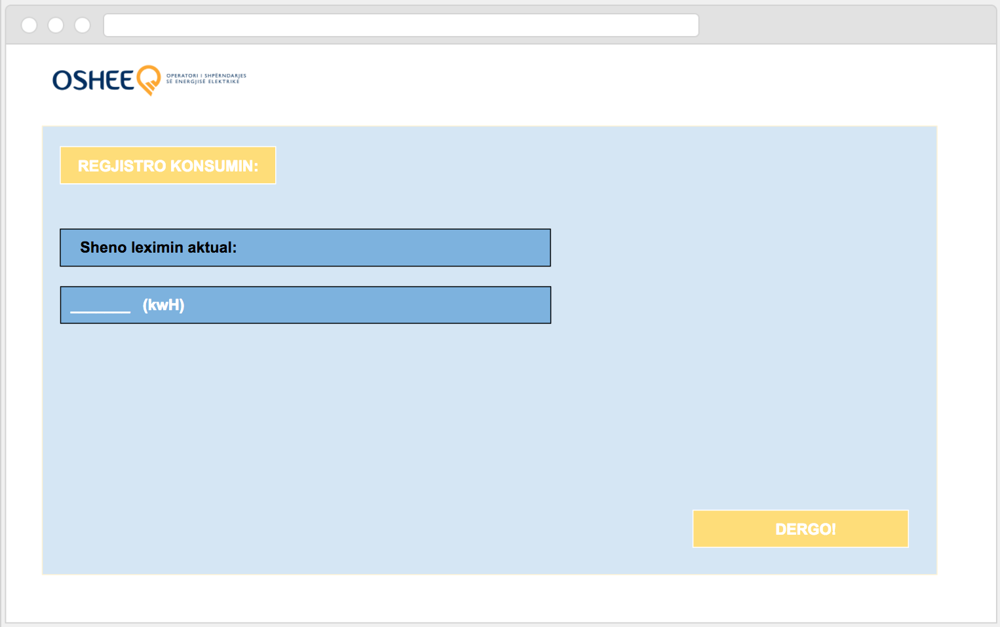 OSHEE
OPERATORI I SHPËRNDARJES
SË ENERGJISË ELEKTRIKE
REGJISTRO KONSUMIN:
Sheno leximin aktual:
_______ (kwH)
DERGO!